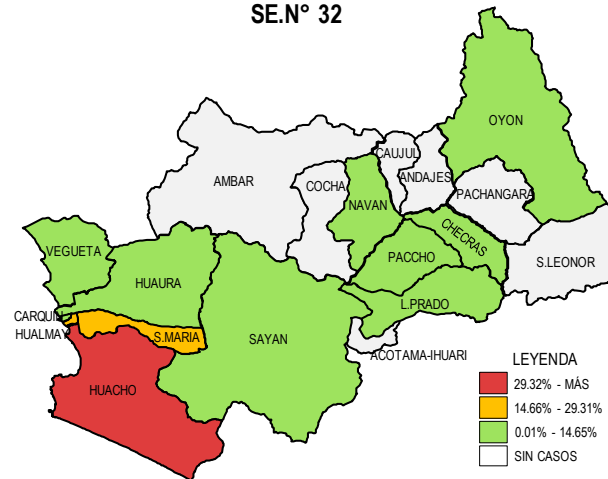 SE.N° 32
OYON
CAUJUL
ANDAJES
AMBAR
COCHA
PACHANGARA
NAVAN
CHECRAS
VEGUETA
PACCHO
S.LEONOR
HUAURA
L.PRADO
CARQUIN
HUALMAY
S.MARIA
SAYAN
ACOTAMA-IHUARI
HUACHO
LEYENDA
29.32% - MÁS
14.66% - 29.31%
0.01% - 14.65%
SIN CASOS